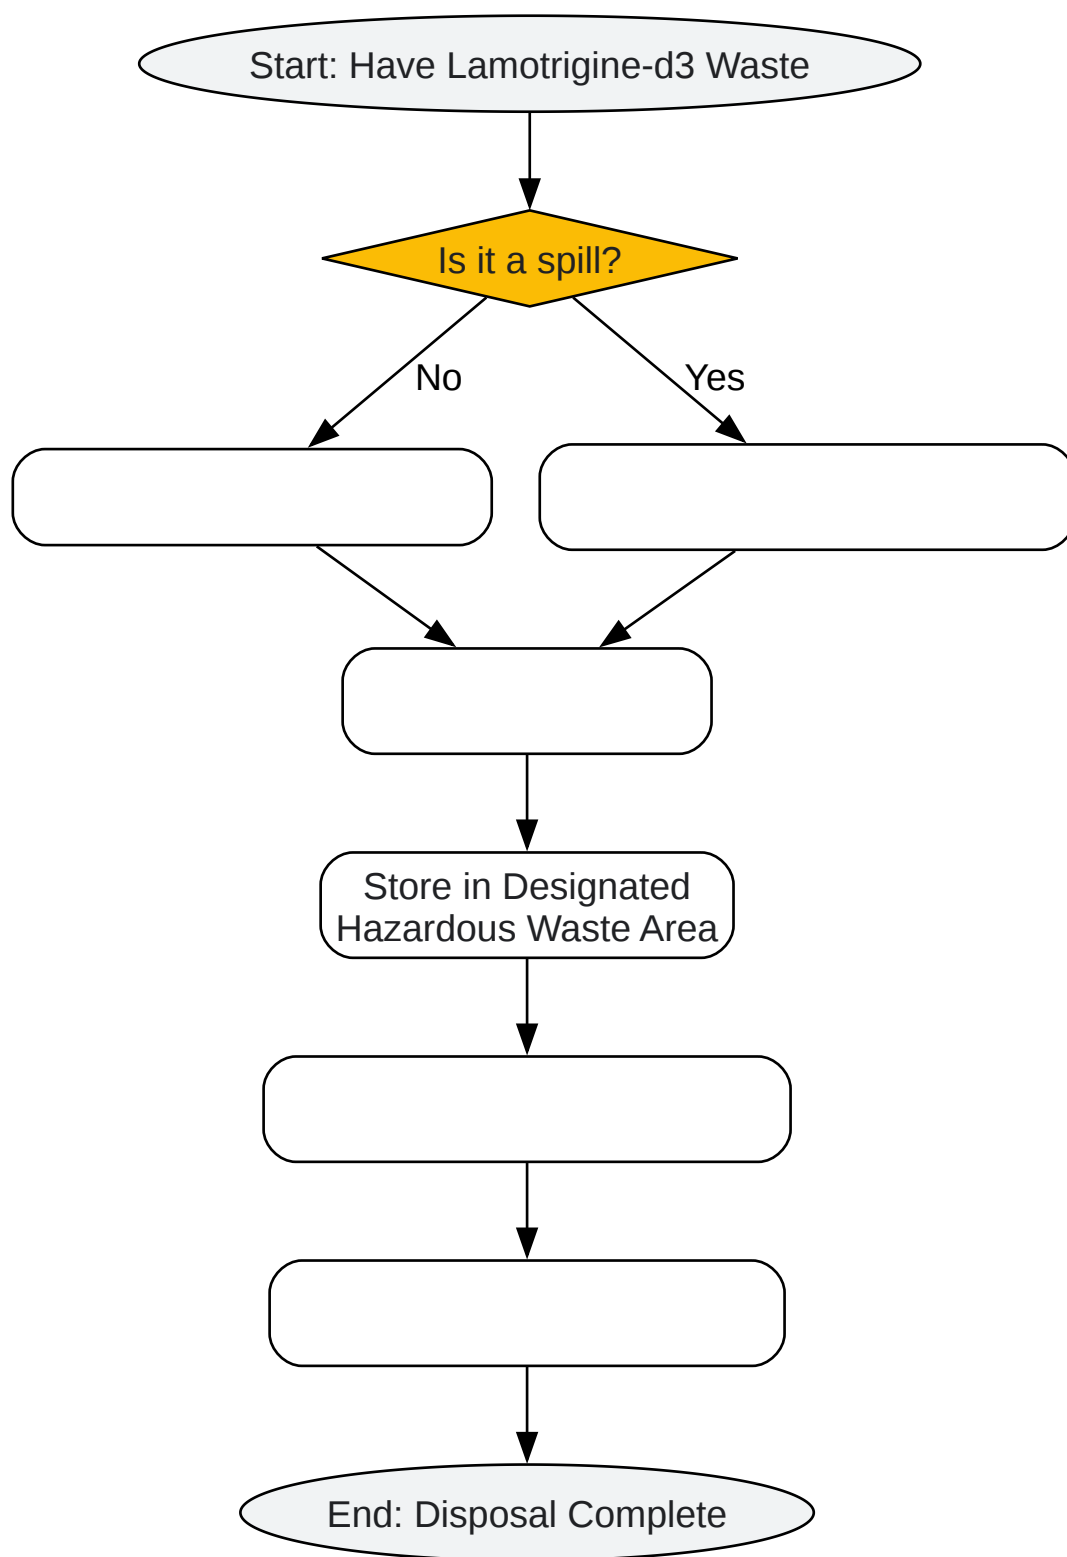 Start: Have Lamotrigine-d3 Waste
Is it a spill?
No
Yes
Store in Designated
Hazardous Waste Area
End: Disposal Complete